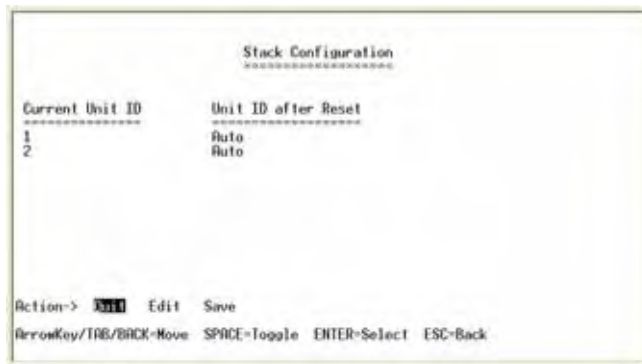 Stack Configuration
===================
Current Unit ID    Unit ID after Reset
===============    ===================
1    Auto
2    Auto
Action-> Quit    Edit    Save
ArrowKey/TAB/BACK=Move  SPACE=Toggle  ENTER=Select  ESC=Back